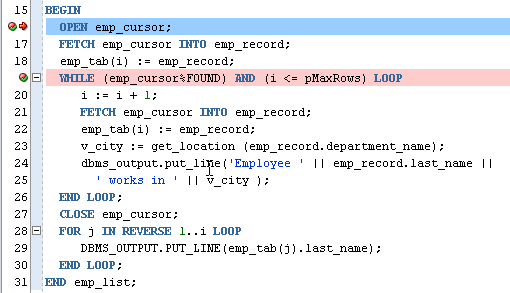 15 BEGIN
OPEN emp_cursor;
17 FETCH emp_cursor INTO emp_record;
18 emp_tab(i) := emp_record;
WHILE (emp_cursor%FOUND) AND (i <= pMaxRows) LOOP
20 i := i + 1;
21 FETCH emp_cursor INTO emp_record;
22 emp_tab(i) := emp_record;
23 v_city := get_location (emp_record.department_name);
24 dbms_output.put_line('Employee ' || emp_record.last_name ||
25 ' works in ' || v_city );
26 END LOOP;
27 CLOSE emp_cursor;
28 FOR j IN REVERSE 1..i LOOP
29 DBMS_OUTPUT.PUT_LINE(emp_tab(j).last_name);
30 END LOOP;
31 END emp_list;